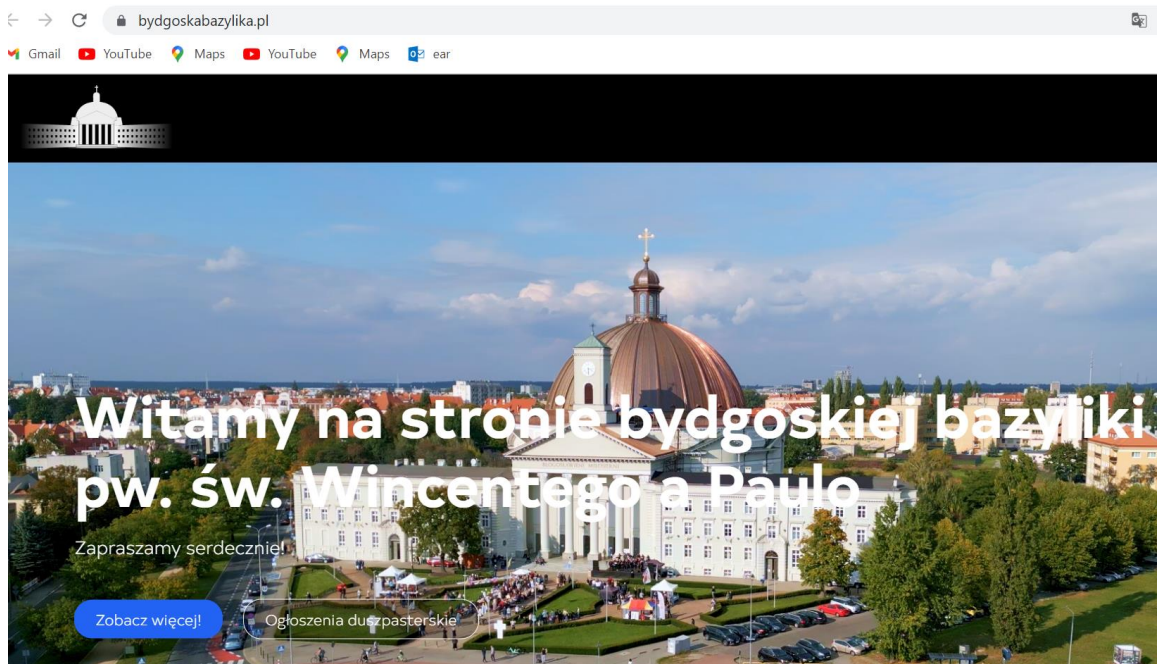 bydgoskabazylika.pl
Gmail YouTube Maps YouTube Maps ear
Witamy na stronie bydgoskiej bazyliki
pw. św. Wincentego a Paulo
Zapraszamy serdecznie!
Zobacz więcej! Ogłoszenia duszpasterskie